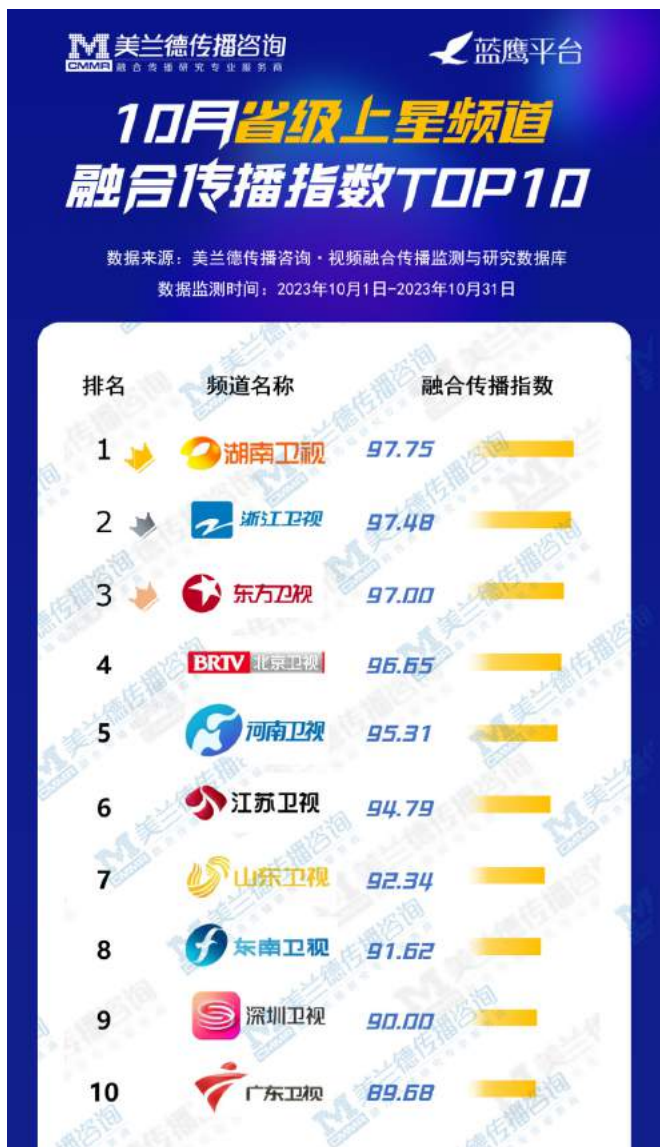 美兰德传播咨询
CMMR 融合传播研究专业服务商
蓝鹰平台
10月省级上星频道
融合传播指数TOP10
数据来源：美兰德传播咨询·视频融合传播监测与研究数据库
数据监测时间：2023年10月1日-2023年10月31日
排名 频道名称 融合传播指数
1 湖南卫视 97.75
2 浙江卫视 97.48
3 东方卫视 97.00
4 BRTV 北京卫视 96.65
5 河南卫视 95.31
6 江苏卫视 94.79
7 山东卫视 92.34
8 东南卫视 91.62
9 深圳卫视 90.00
10 广东卫视 89.68